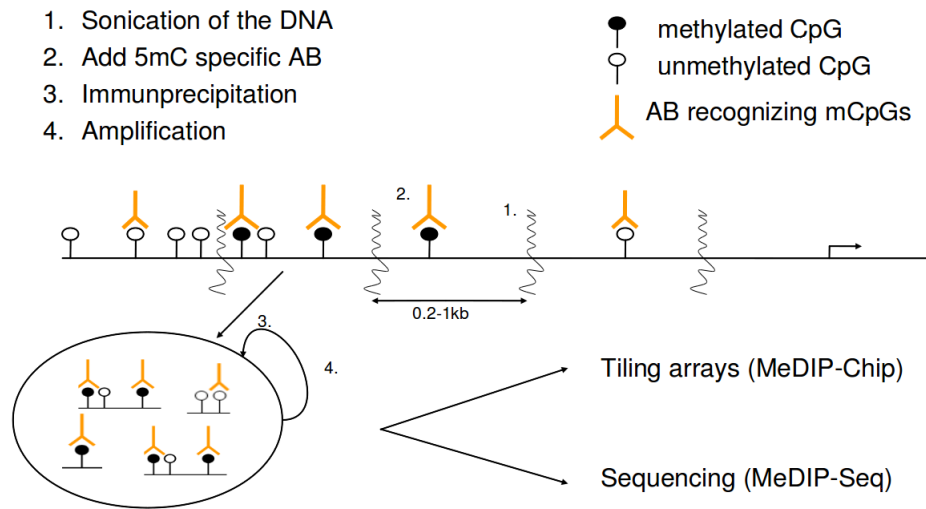 1. Sonication of the DNA
2. Add 5mC specific AB
3. Immunprecipitation
4. Amplification
methylated CpG
unmethylated CpG
AB recognizing mCpGs
2.
1.
0.2-1kb
3.
4.
Tiling arrays (MeDIP-Chip)
Sequencing (MeDIP-Seq)